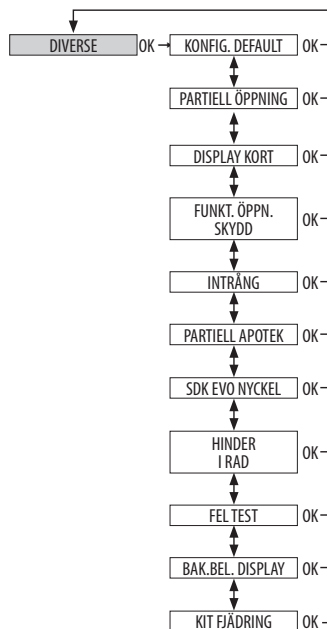 DIVERSE OK KONFIG. DEFAULT OK
PARTIELL ÖPPNING OK
DISPLAY KORT OK
FUNKT. ÖPPN.
SKYDD OK
INTRÅNG OK
PARTIELL APOTEK OK
SDK EVO NYCKEL OK
HINDER
I RAD OK
FEL TEST OK
BAK.BEL. DISPLAY OK
KIT FJÄDRING OK